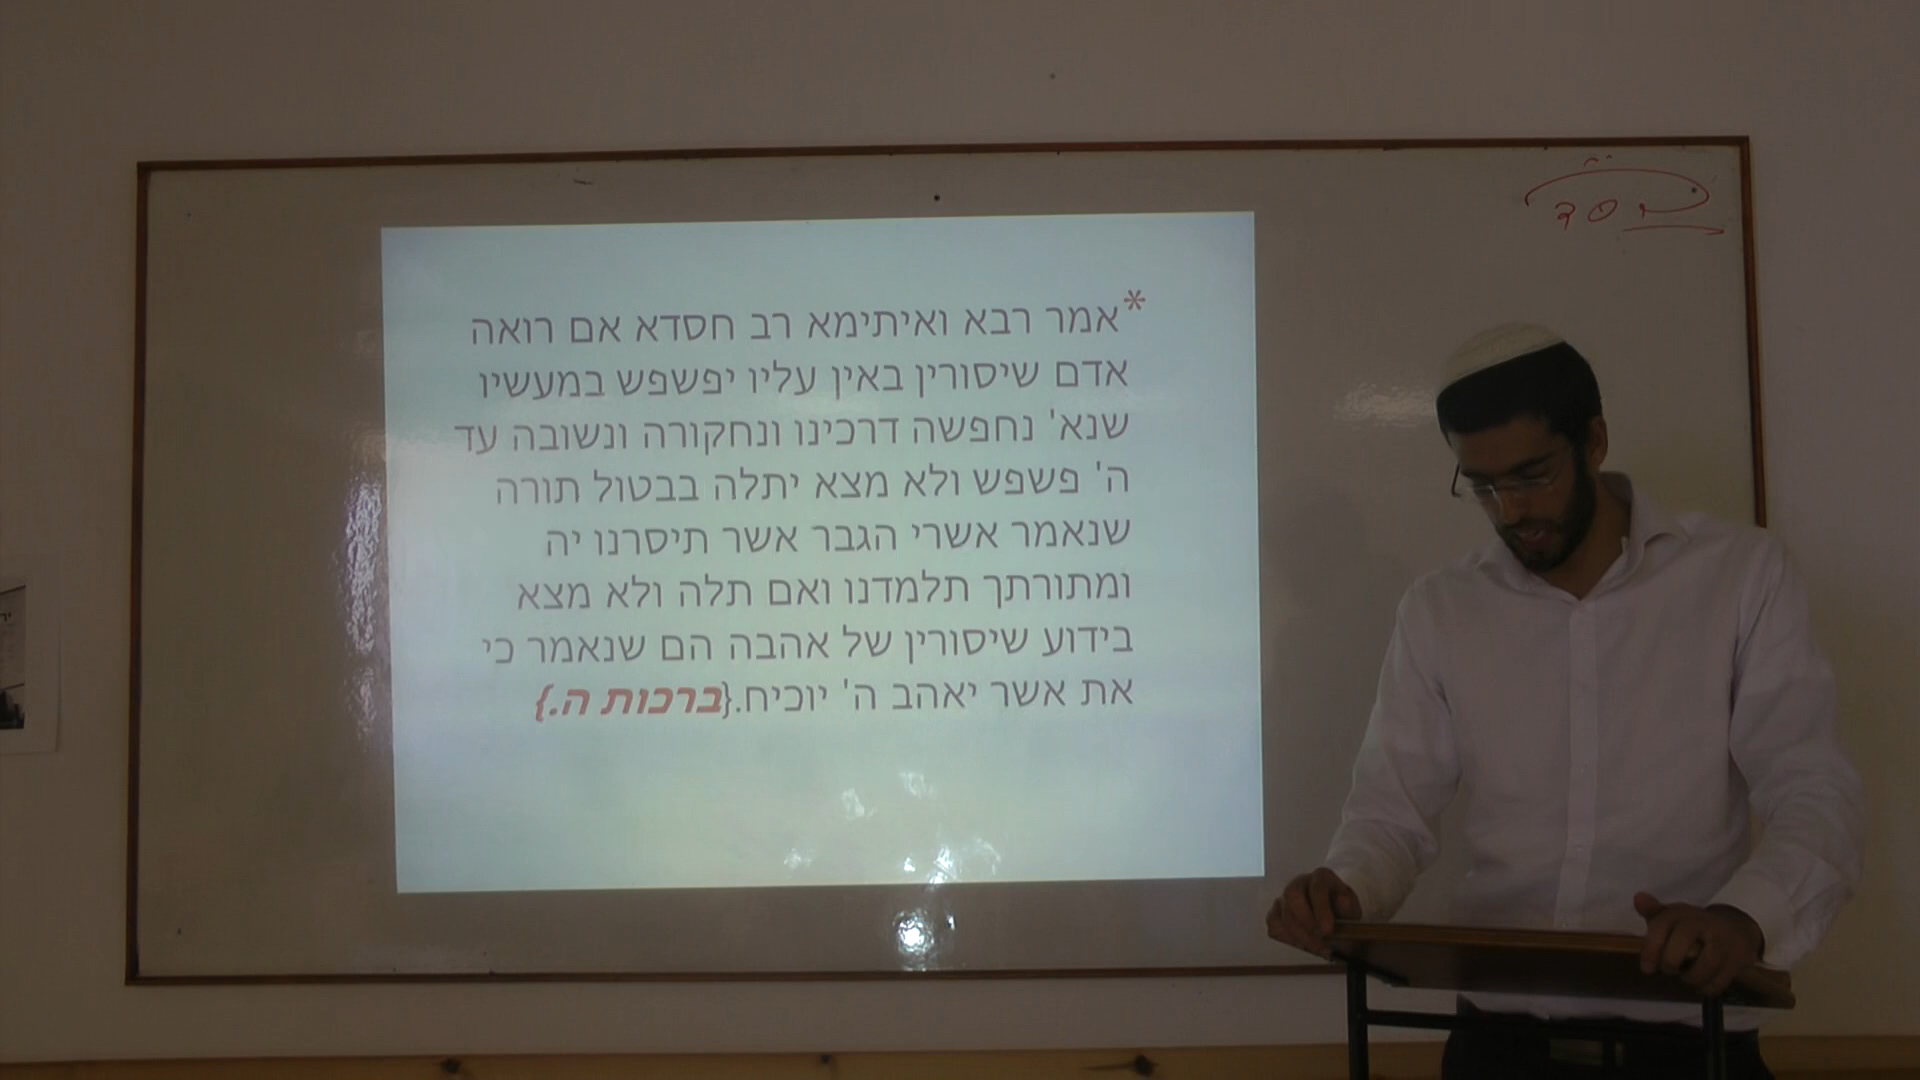 *אמר רבא ואיתימא רב חסדא אם רואה
אדם שיסורין באין עליו יפשפש במעשיו
שנא' נחפשה דרכינו ונחקורה ונשובה עד
ה' פשפש ולא מצא יתלה בבטול תורה
שנאמר אשרי הגבר אשר תיסרנו יה
ומתורתך תלמדנו ואם תלה ולא מצא
בידוע שיסורין של אהבה הם שנאמר כי
את אשר יאהב ה' יוכיח.{ברכות ה.}